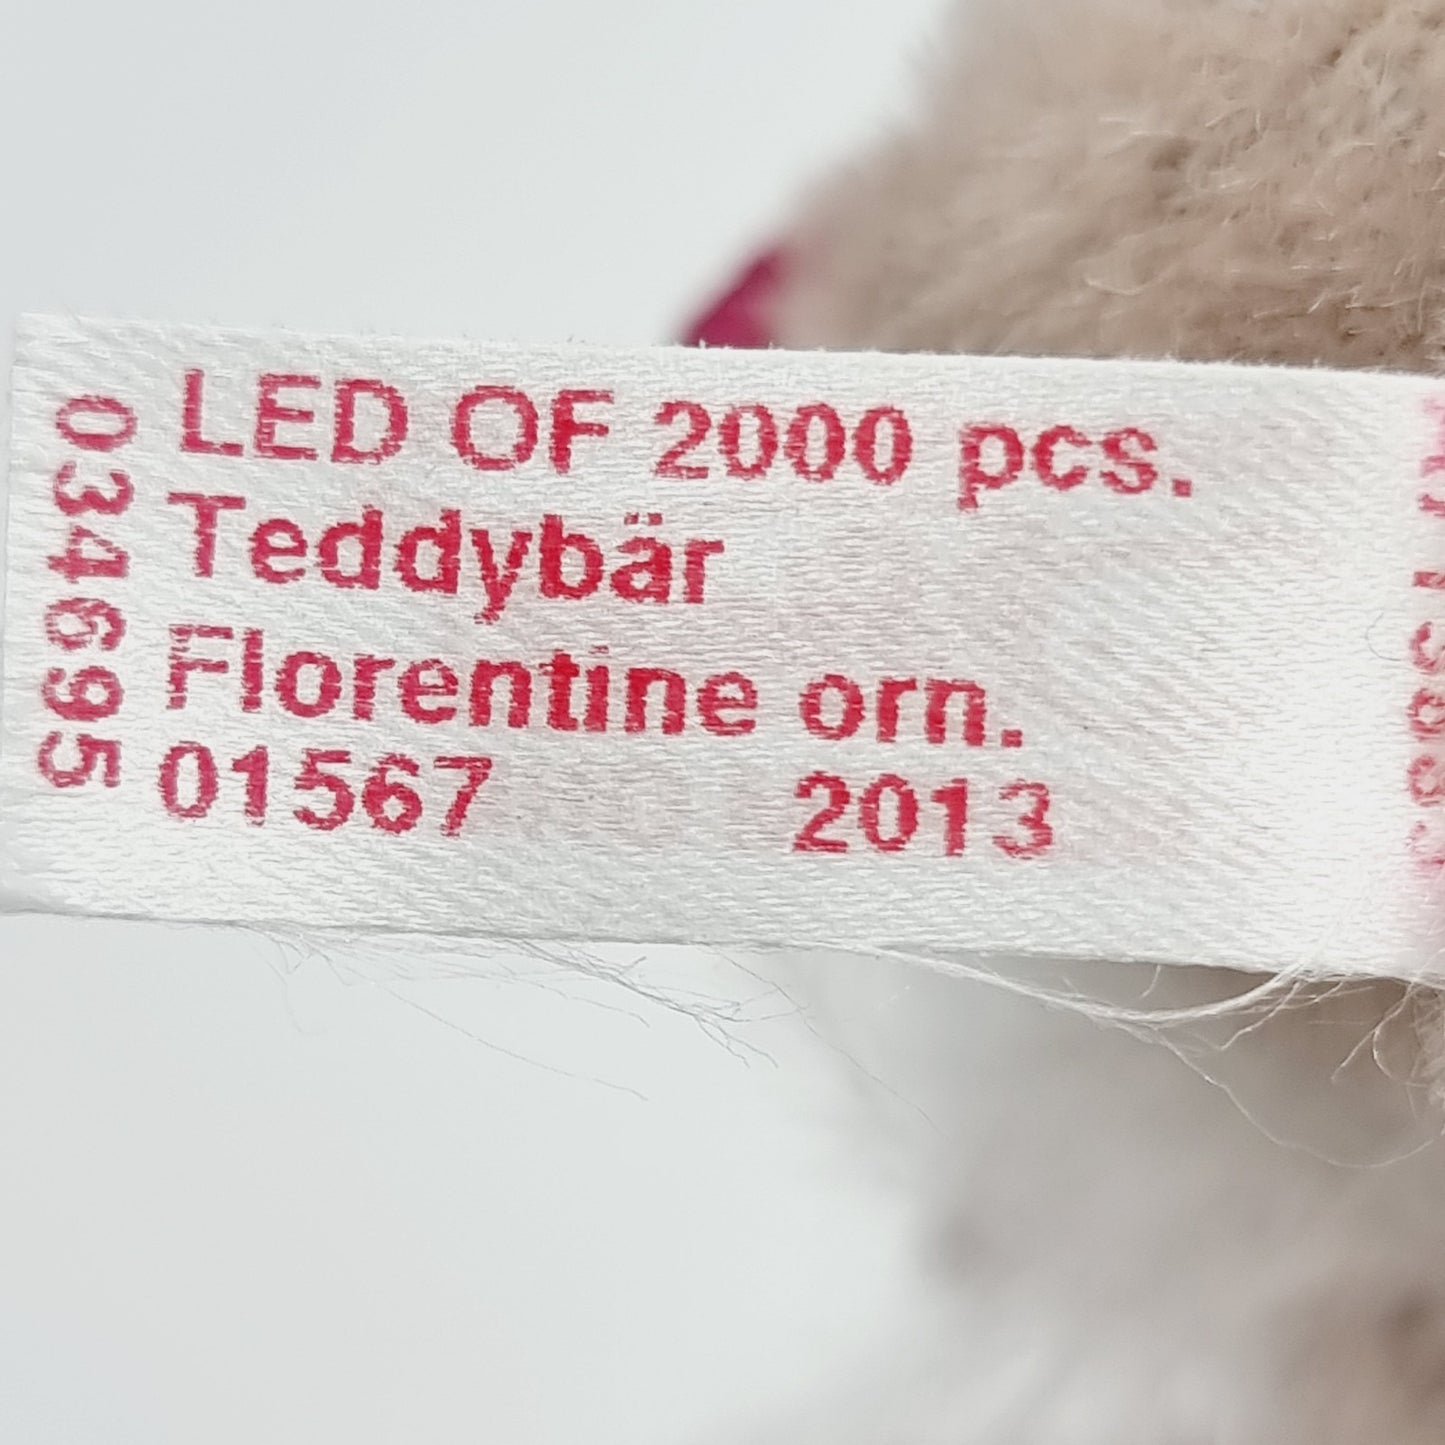 LED OF 2000 pcs.
Teddybär
Florentine orn.
01567 2013
034695